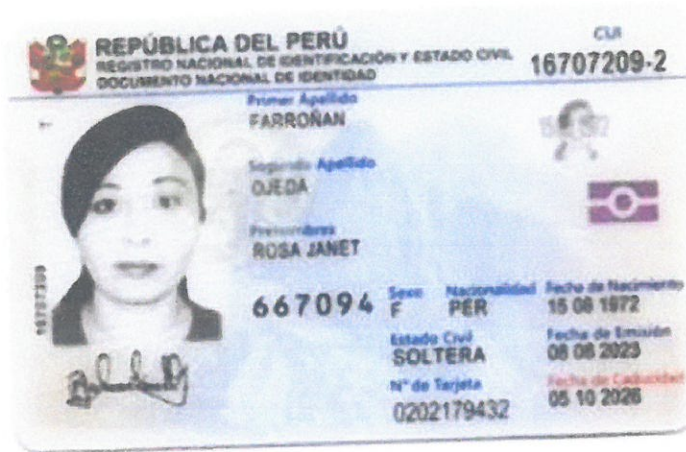 REPÚBLICA DEL PERÚ
REGISTRO NACIONAL DE IDENTIFICACIÓN Y ESTADO CIVIL
DOCUMENTO NACIONAL DE IDENTIDAD
CUI
16707209-2
Primer Apellido
FARROÑAN
Segundo Apellido
OJEDA
Prenombres
ROSA JANET
667094
Sexo Nacionalidad Fecha de Nacimiento
F PER 15 08 1972
Estado Civil Fecha de Emisión
SOLTERA 08 08 2023
N° de Tarjeta Fecha de Caducidad
0202179432 05 10 2026